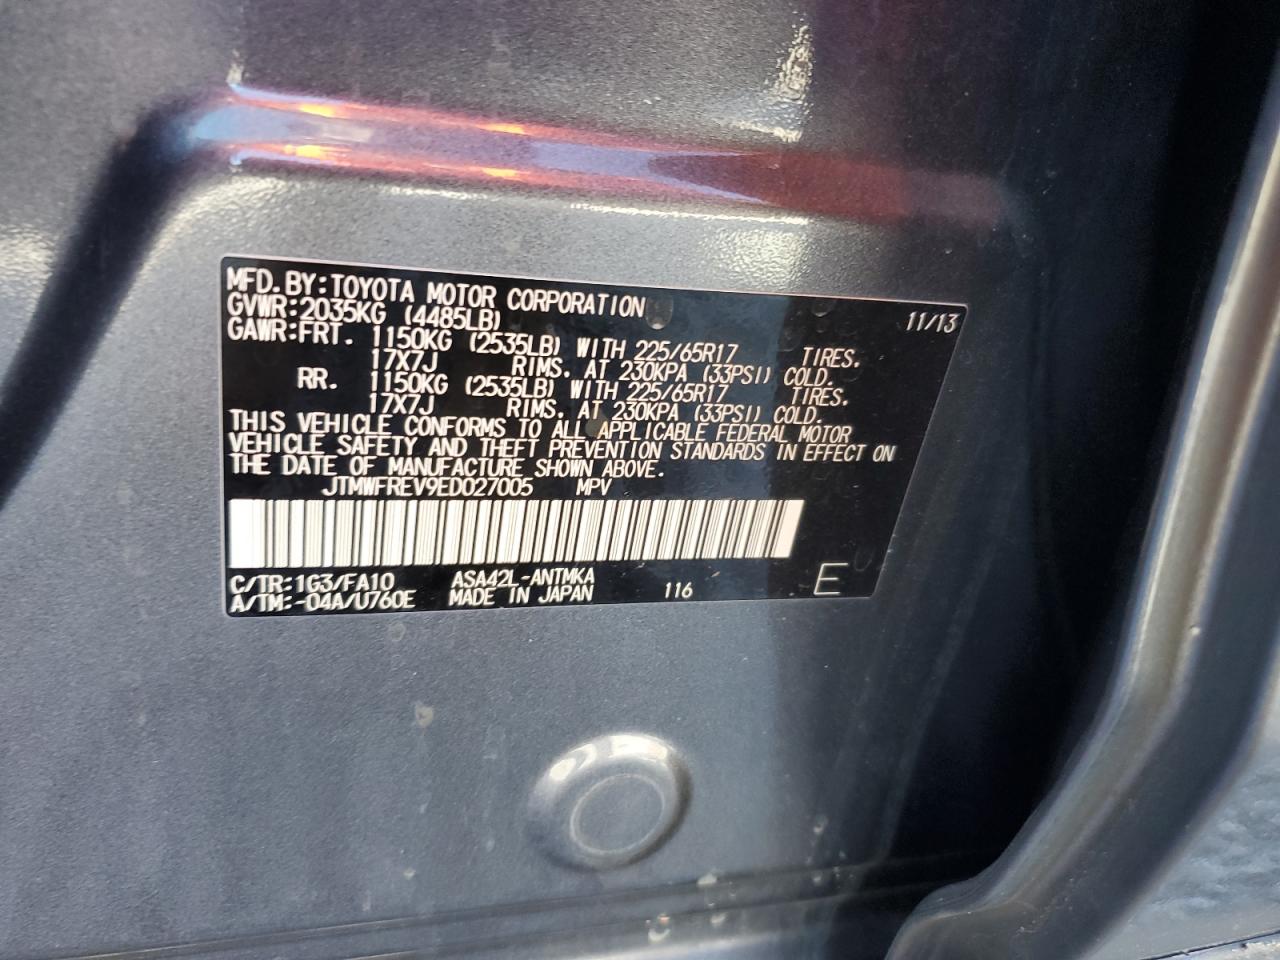 MFD. BY: TOYOTA MOTOR CORPORATION 11/13
GVWR: 2035KG (4485LB)
GAWR: FRT. 1150KG (2535LB) WITH 225/65R17 TIRES.
17X7J RIMS. AT 230KPA (33PSI) COLD.
RR. 1150KG (2535LB) WITH 225/65R17 TIRES.
17X7J RIMS. AT 230KPA (33PSI) COLD.
THIS VEHICLE CONFORMS TO ALL APPLICABLE FEDERAL MOTOR
VEHICLE SAFETY AND THEFT PREVENTION STANDARDS IN EFFECT ON
THE DATE OF MANUFACTURE SHOWN ABOVE.
JTMWFREV9ED027005 MPV
C/TR: 1G3/FA10 ASA42L-ANTMKA
A/TM: -04A/U760E MADE IN JAPAN 116 E